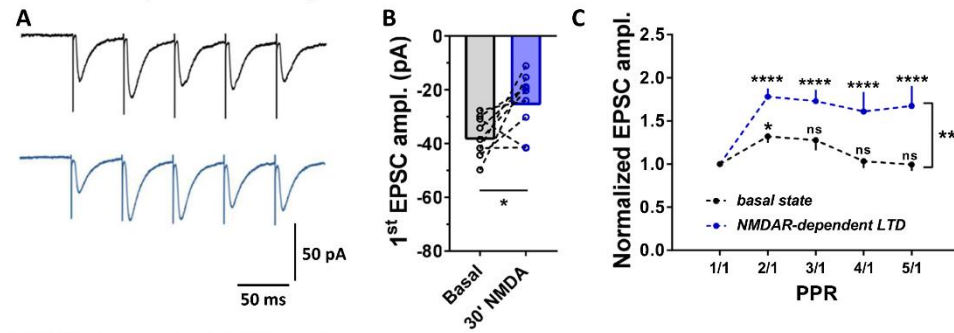 A
50 pA
50 ms
B
1st EPSC ampl. (pA)
0
-20
-40
-60
-80
*
Basal
30' NMDA
C
Normalized EPSC ampl.
2.5
2.0
1.5
1.0
0.5
0.0
**** **** **** ****
* ns ns ns
**
basal state
NMDAR-dependent LTD
1/1 2/1 3/1 4/1 5/1
PPR